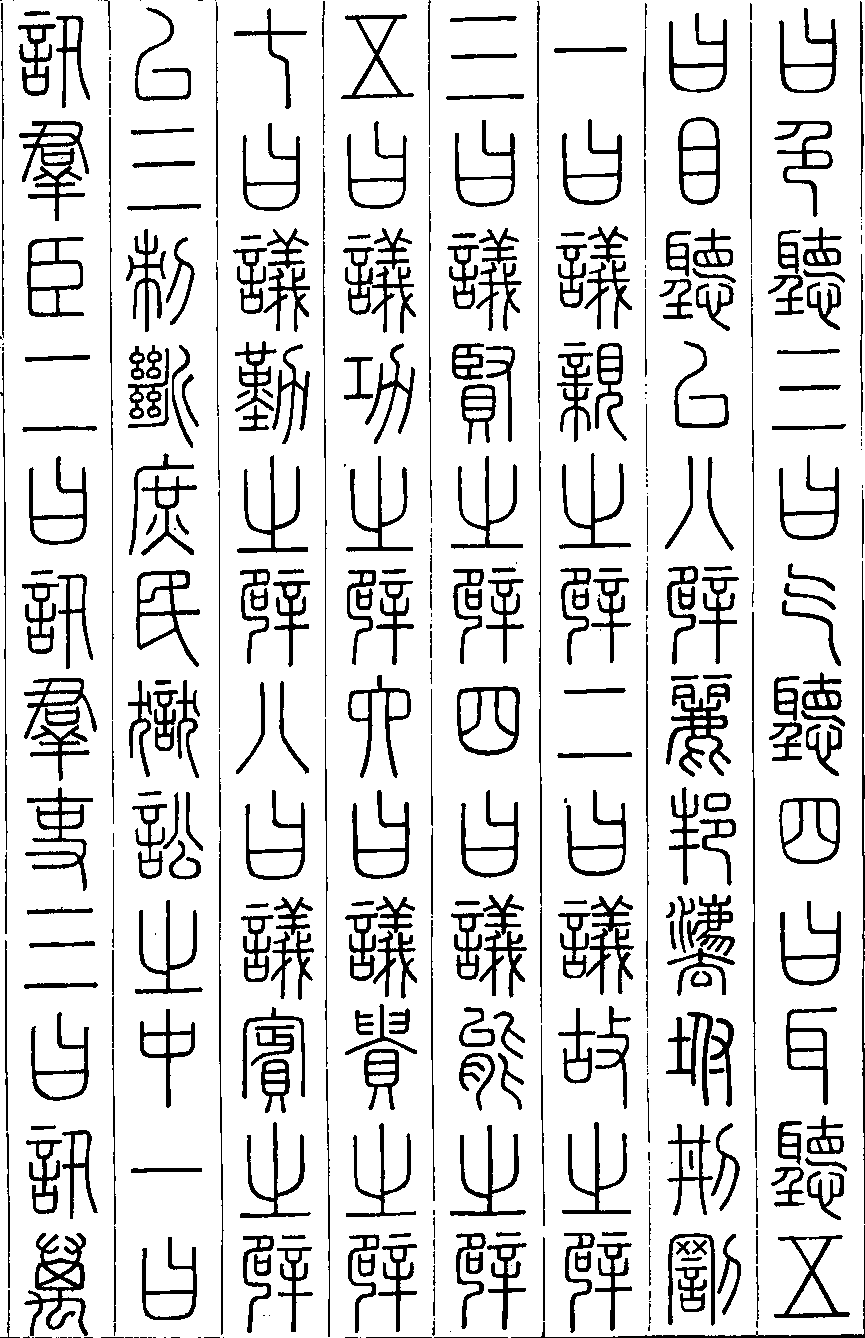 曰色聽三曰气聽四曰耳聽五
曰目聽以八辟麗邦灋坿刑罰
一曰議親之辟二曰議故之辟
三曰議賢之辟四曰議能之辟
五曰議功之辟六曰議貴之辟
七曰議勤之辟八曰議賓之辟
以三刺斷庶民獄訟之中一曰
訊羣臣二曰訊羣吏三曰訊萬